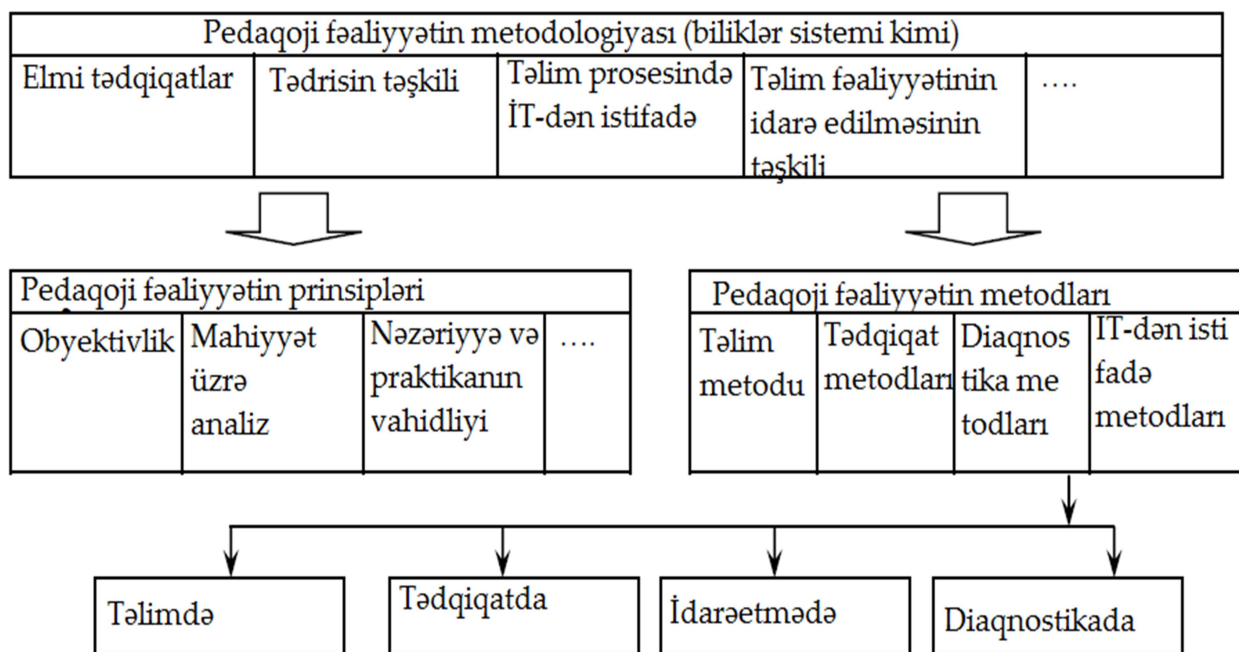 Pedaqoji fəaliyyətin metodologiyası (biliklər sistemi kimi)
Elmi tədqiqatlar
Tədrisin təşkili
Təlim prosesində
İT-dən istifadə
Təlim fəaliyyətinin
idarə edilməsinin
təşkili
....
Pedaqoji fəaliyyətin prinsipləri
Obyektivlik
Mahiyyət
üzrə
analiz
Nəzəriyyə və
praktikanın
vahidliyi
....
Pedaqoji fəaliyyətin metodları
Təlim
metodu
Tədqiqat
metodları
Diaqnos
tika me
todları
IT-dən isti
fadə
metodları
Təlimdə
Tədqiqatda
İdarəetmədə
Diaqnostikada